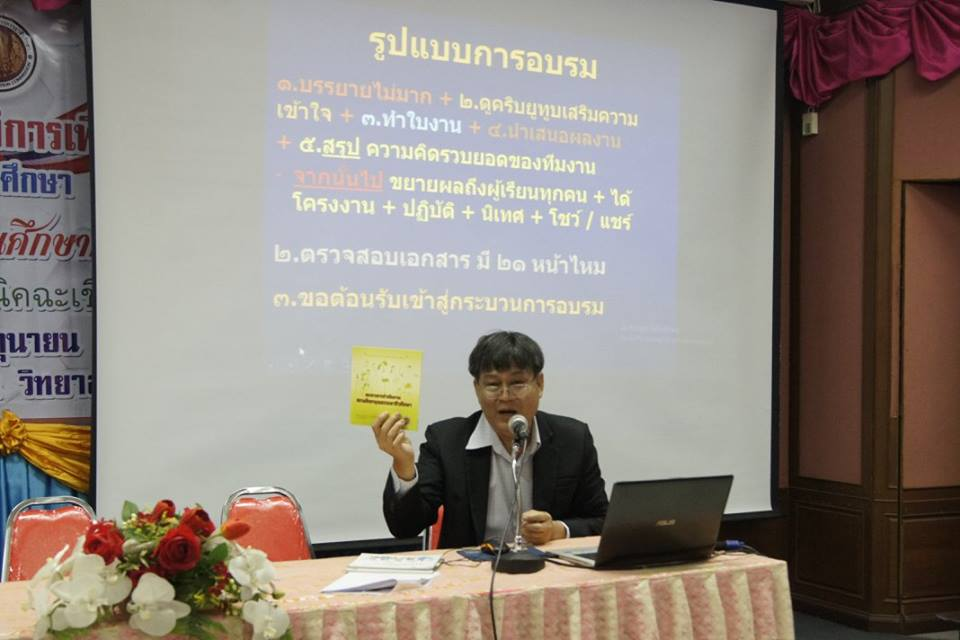 รูปแบบการอบรม
๑.บรรยายไม่มาก + ๒.ดูคริบยูทูบเสริมความ
เข้าใจ + ๓.ทำใบงาน + ๔.นำเสนอผลงาน
+ ๕.สรุป ความคิดรวบยอดของทีมงาน
- จากนั้นไป ขยายผลถึงผู้เรียนทุกคน + ได้
โครงงาน + ปฏิบัติ + นิเทศ + โชว์ / แชร์
๒.ตรวจสอบเอกสาร มี ๒๑ หน้าไหม
๓.ขอต้อนรับเข้าสู่กระบวนการอบรม
ศึกษา
ศึกษา
นิคฉะเชิ
ถุนายน
วิทยา
ASUS